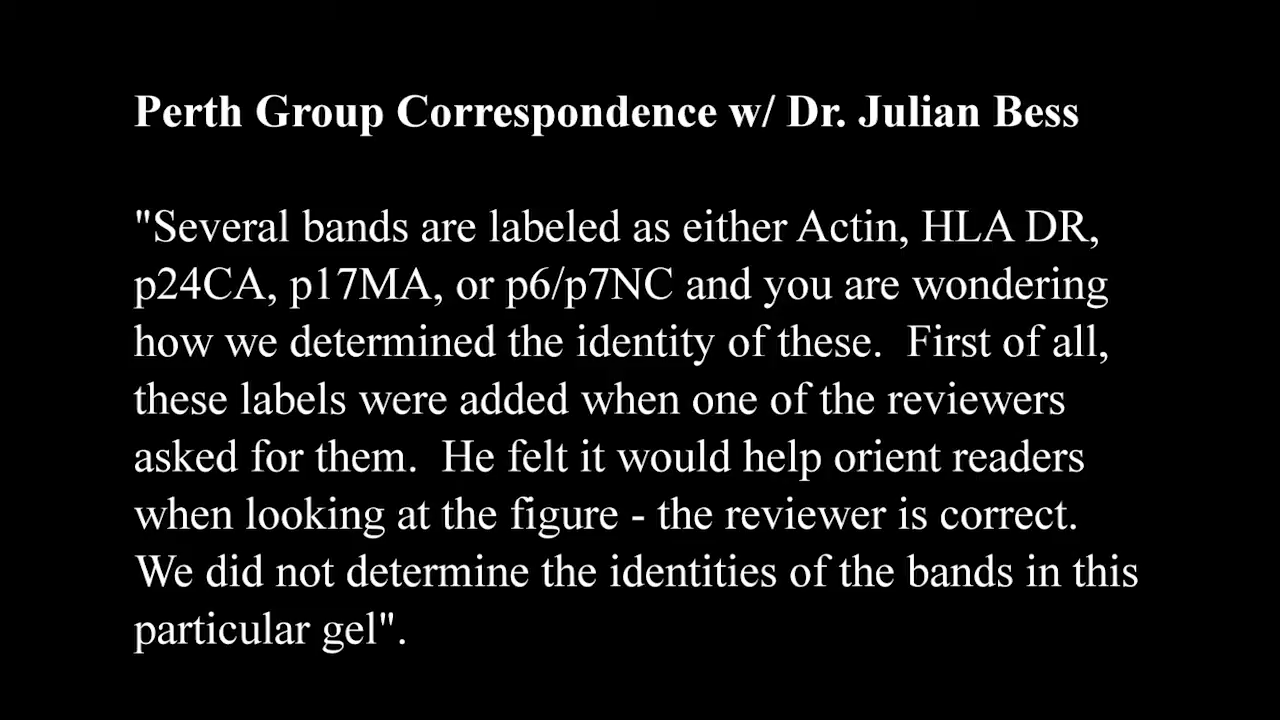 Perth Group Correspondence w/ Dr. Julian Bess
"Several bands are labeled as either Actin, HLA DR,
p24CA, p17MA, or p6/p7NC and you are wondering
how we determined the identity of these.  First of all,
these labels were added when one of the reviewers
asked for them.  He felt it would help orient readers
when looking at the figure - the reviewer is correct.
We did not determine the identities of the bands in this
particular gel".